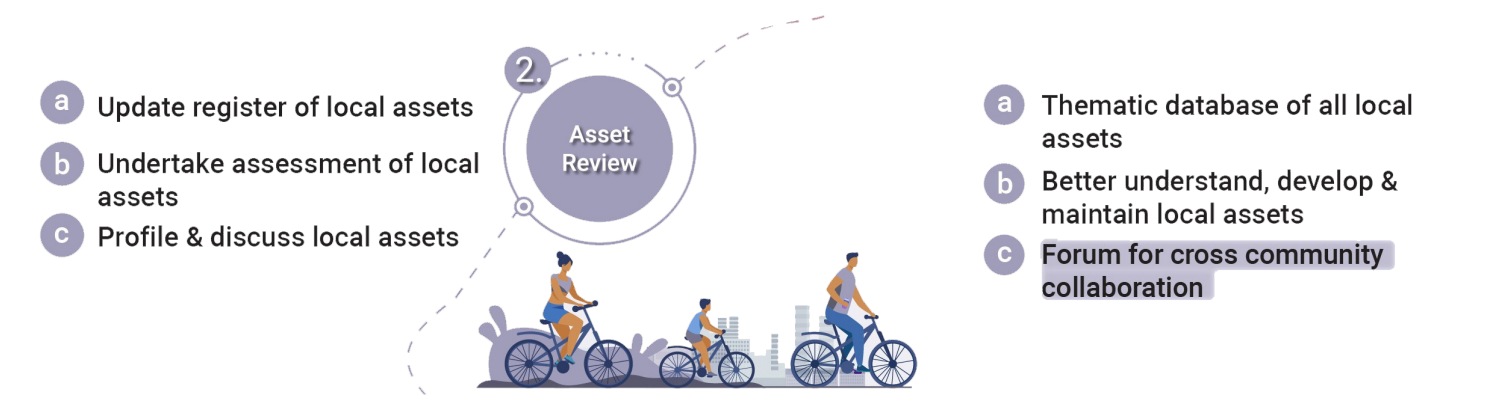 a Update register of local assets
b Undertake assessment of local
assets
c Profile & discuss local assets
2.
Asset
Review
a Thematic database of all local
assets
b Better understand, develop &
maintain local assets
c Forum for cross community
collaboration